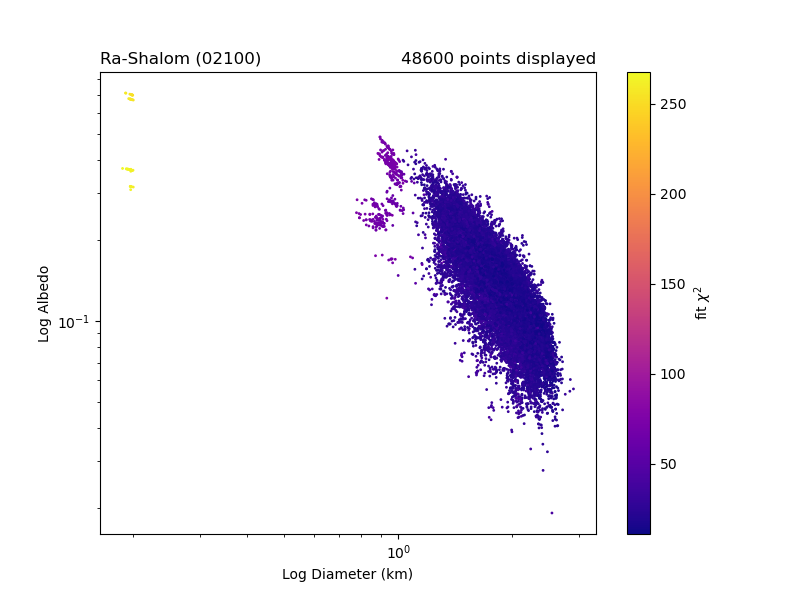 Ra-Shalom (02100)
48600 points displayed
Log Albedo
10⁻¹
10⁰
Log Diameter (km)
250
200
150
100
50
fit χ²